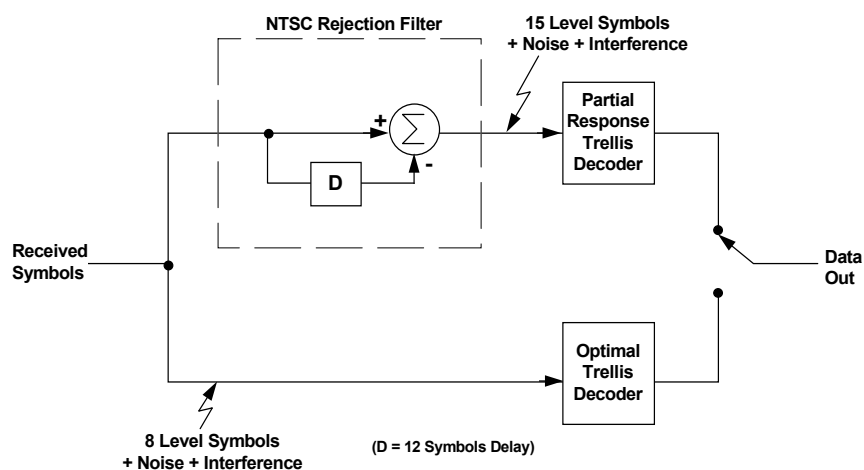 NTSC Rejection Filter
15 Level Symbols
+ Noise + Interference
+
Σ
-
D
Partial
Response
Trellis
Decoder
Received
Symbols
Data
Out
Optimal
Trellis
Decoder
8 Level Symbols
+ Noise + Interference
(D = 12 Symbols Delay)